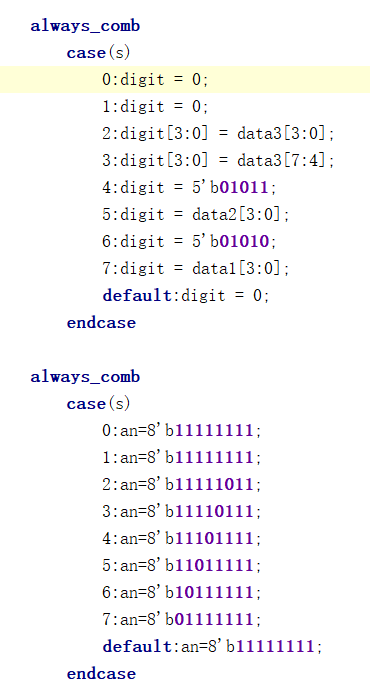 always_comb
case(s)
0:digit = 0;
1:digit = 0;
2:digit[3:0] = data3[3:0];
3:digit[3:0] = data3[7:4];
4:digit = 5'b01011;
5:digit = data2[3:0];
6:digit = 5'b01010;
7:digit = data1[3:0];
default:digit = 0;
endcase
always_comb
case(s)
0:an=8'b11111111;
1:an=8'b11111111;
2:an=8'b11111011;
3:an=8'b11110111;
4:an=8'b11101111;
5:an=8'b11011111;
6:an=8'b10111111;
7:an=8'b01111111;
default:an=8'b11111111;
endcase